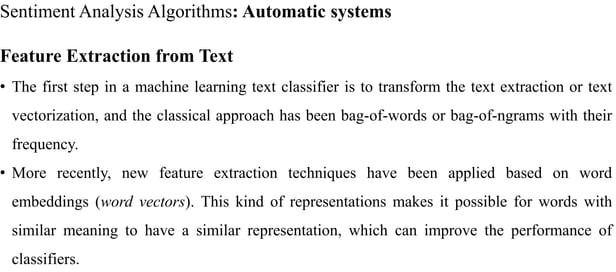 Sentiment Analysis Algorithms: Automatic systems
Feature Extraction from Text
• The first step in a machine learning text classifier is to transform the text extraction or text
vectorization, and the classical approach has been bag-of-words or bag-of-ngrams with their
frequency.
• More recently, new feature extraction techniques have been applied based on word
embeddings (word vectors). This kind of representations makes it possible for words with
similar meaning to have a similar representation, which can improve the performance of
classifiers.